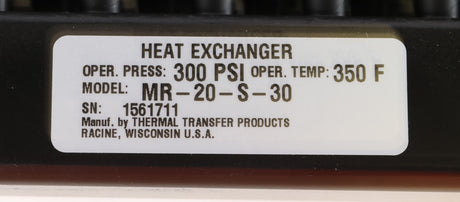 HEAT EXCHANGER
OPER. PRESS: 300 PSI OPER. TEMP: 350 F
MODEL: MR-20-S-30
SN: 1561711
Manuf. by THERMAL TRANSFER PRODUCTS
RACINE, WISCONSIN U.S.A.